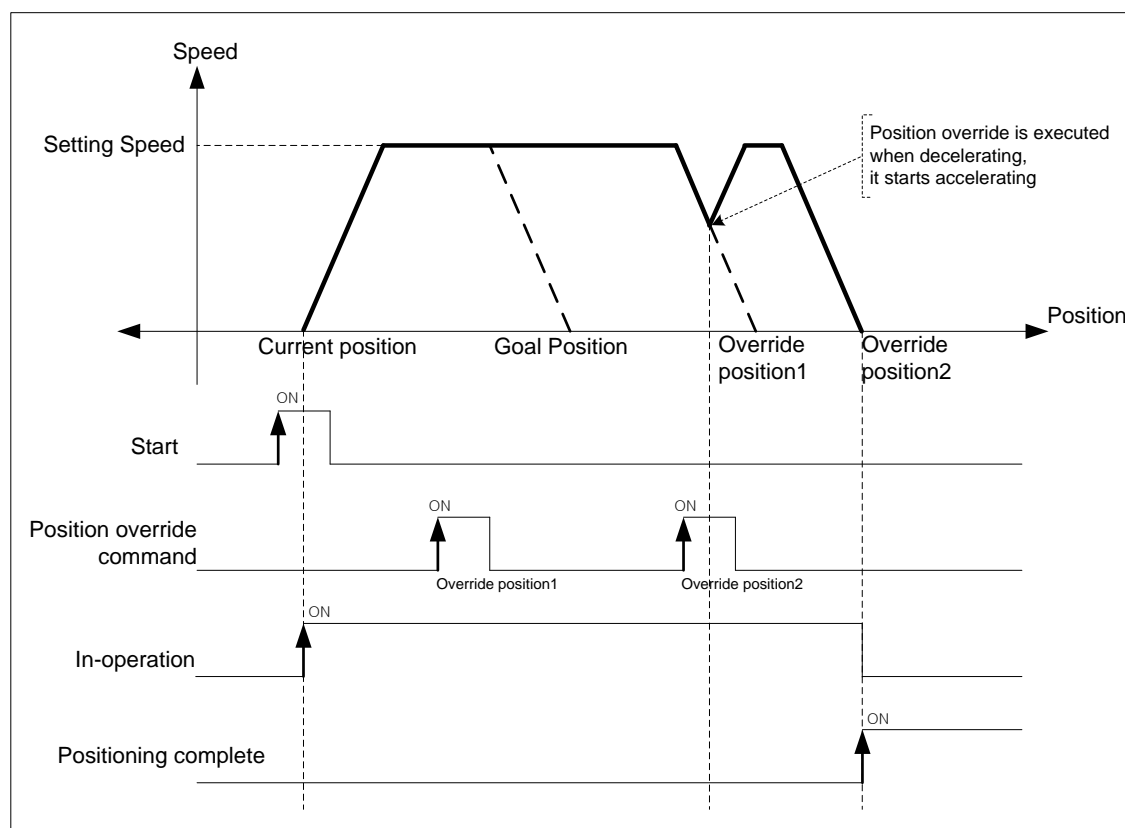 Speed
Setting Speed
Position override is executed
when decelerating,
it starts accelerating
Position
Current position
Goal Position
Override
position1
Override
position2
ON
Start
ON
ON
Position override
command
Override position1
Override position2
ON
In-operation
ON
Positioning complete